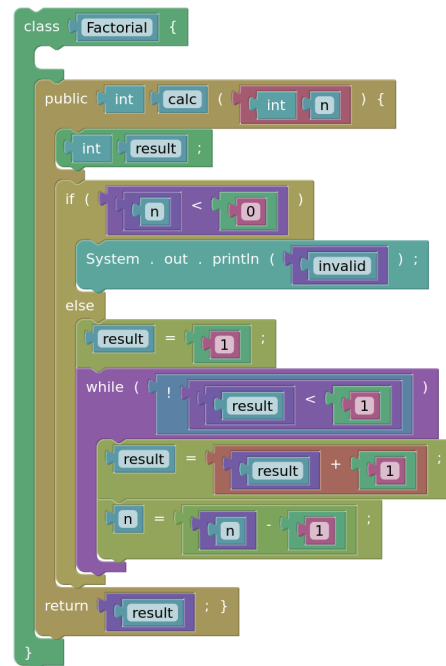 class Factorial {
public int calc ( int n ) {
int result ;
if ( n < 0 )
System . out . println ( invalid ) ;
else
result = 1 ;
while ( ! result < 1 )
result = result + 1 ;
n = n - 1 ;
return result ; }
}